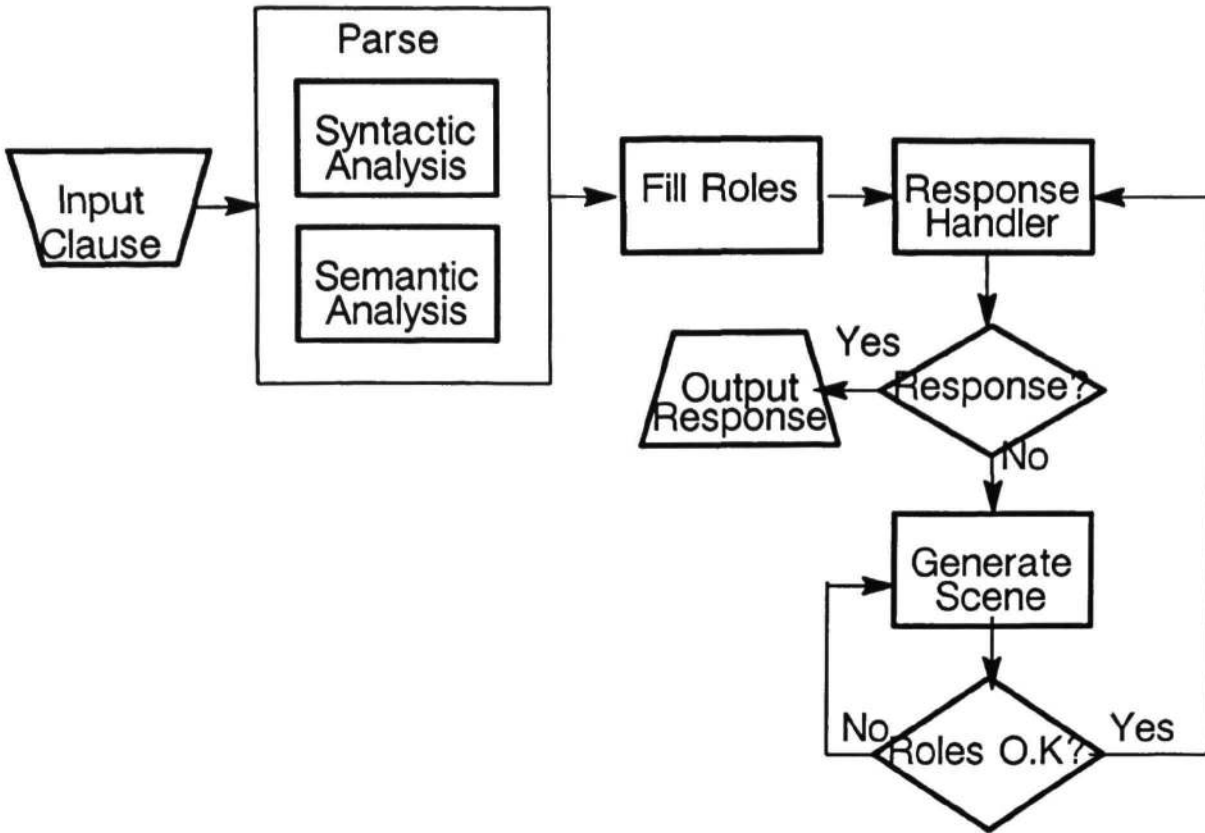 Parse
Syntactic
Analysis
Semantic
Analysis
Input
Clause
Fill Roles
Response
Handler
Yes
Response?
Output
Response
No
Generate
Scene
No
Roles O.K?
Yes